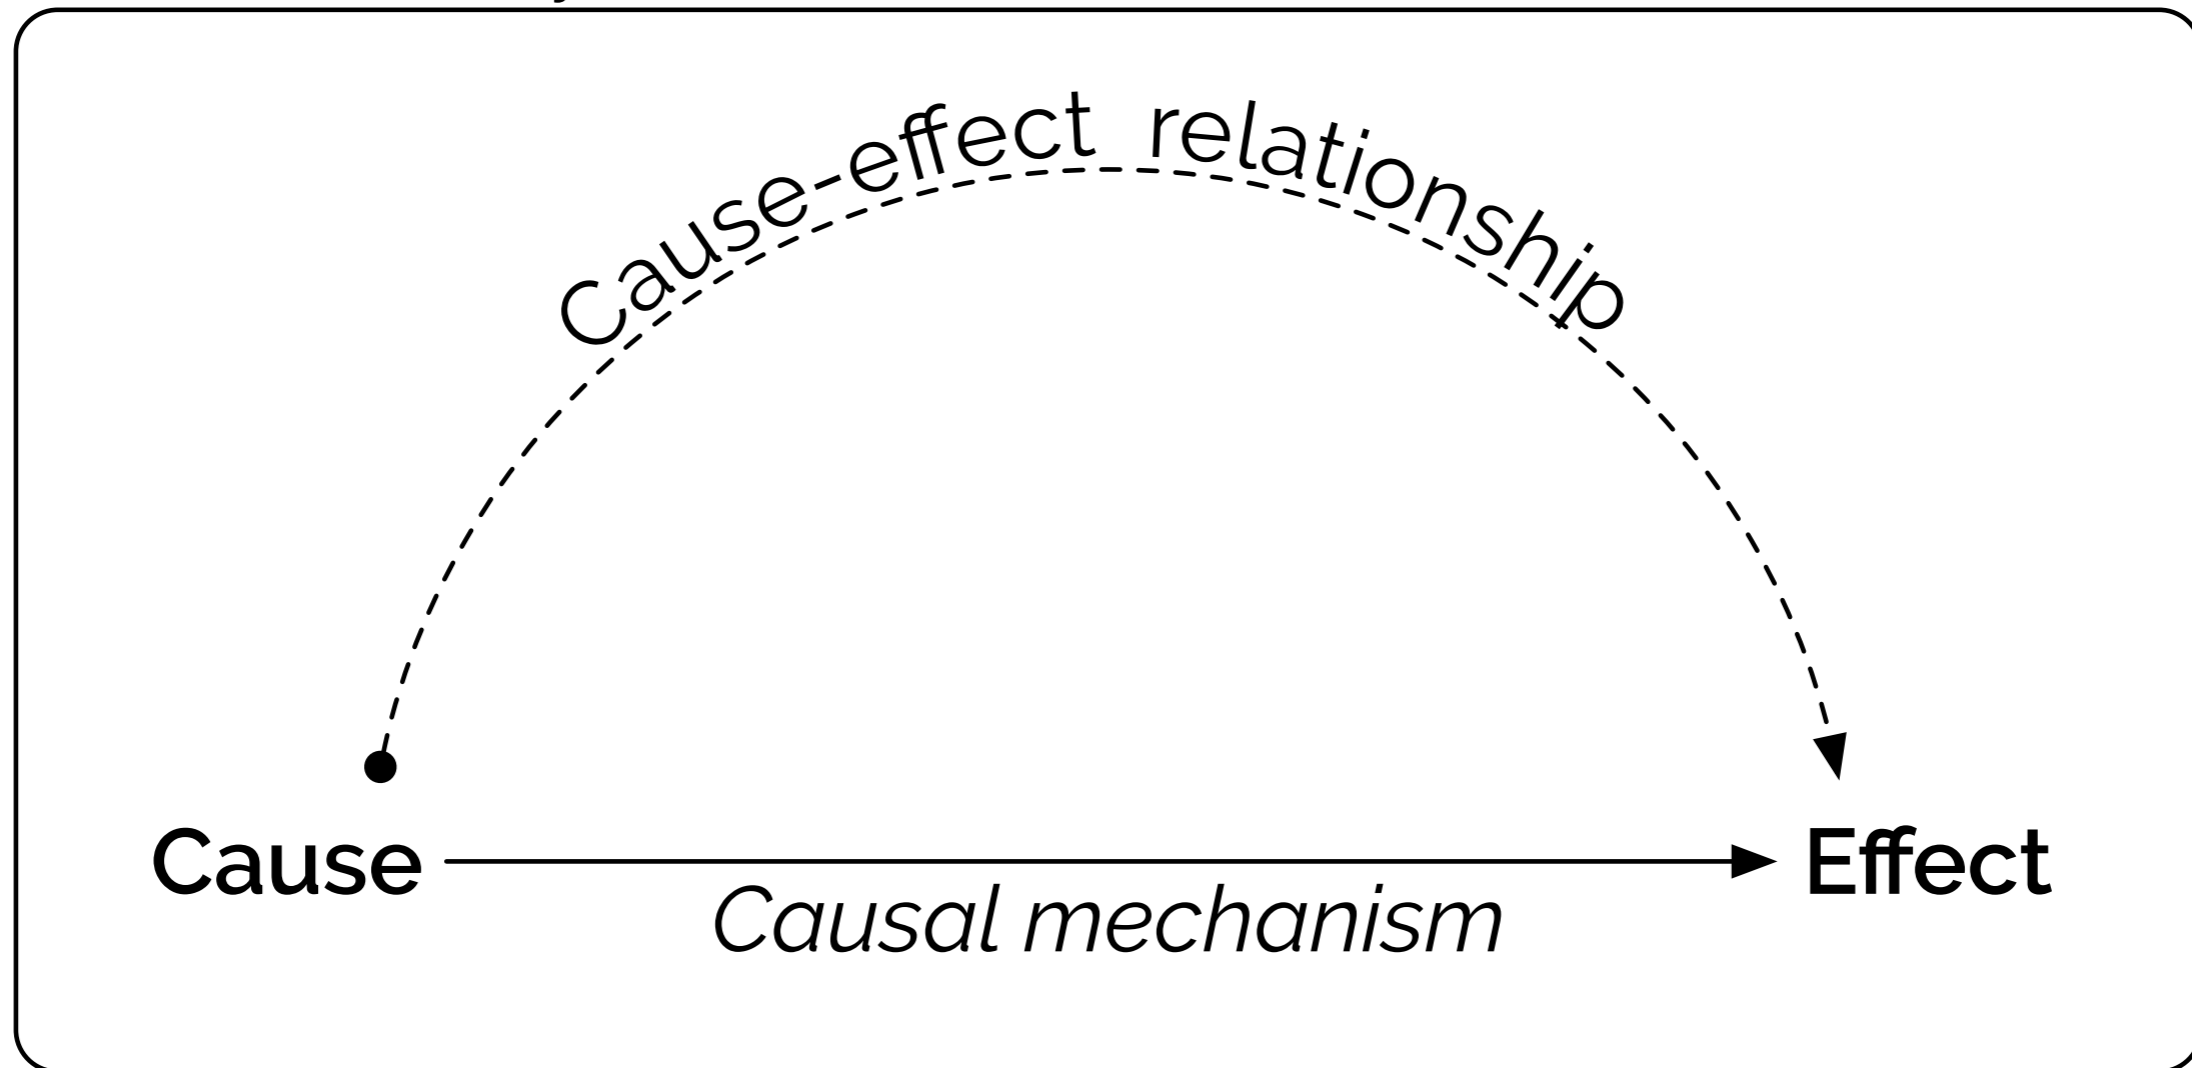 Cause-effect relationship
Cause
Effect
Causal mechanism